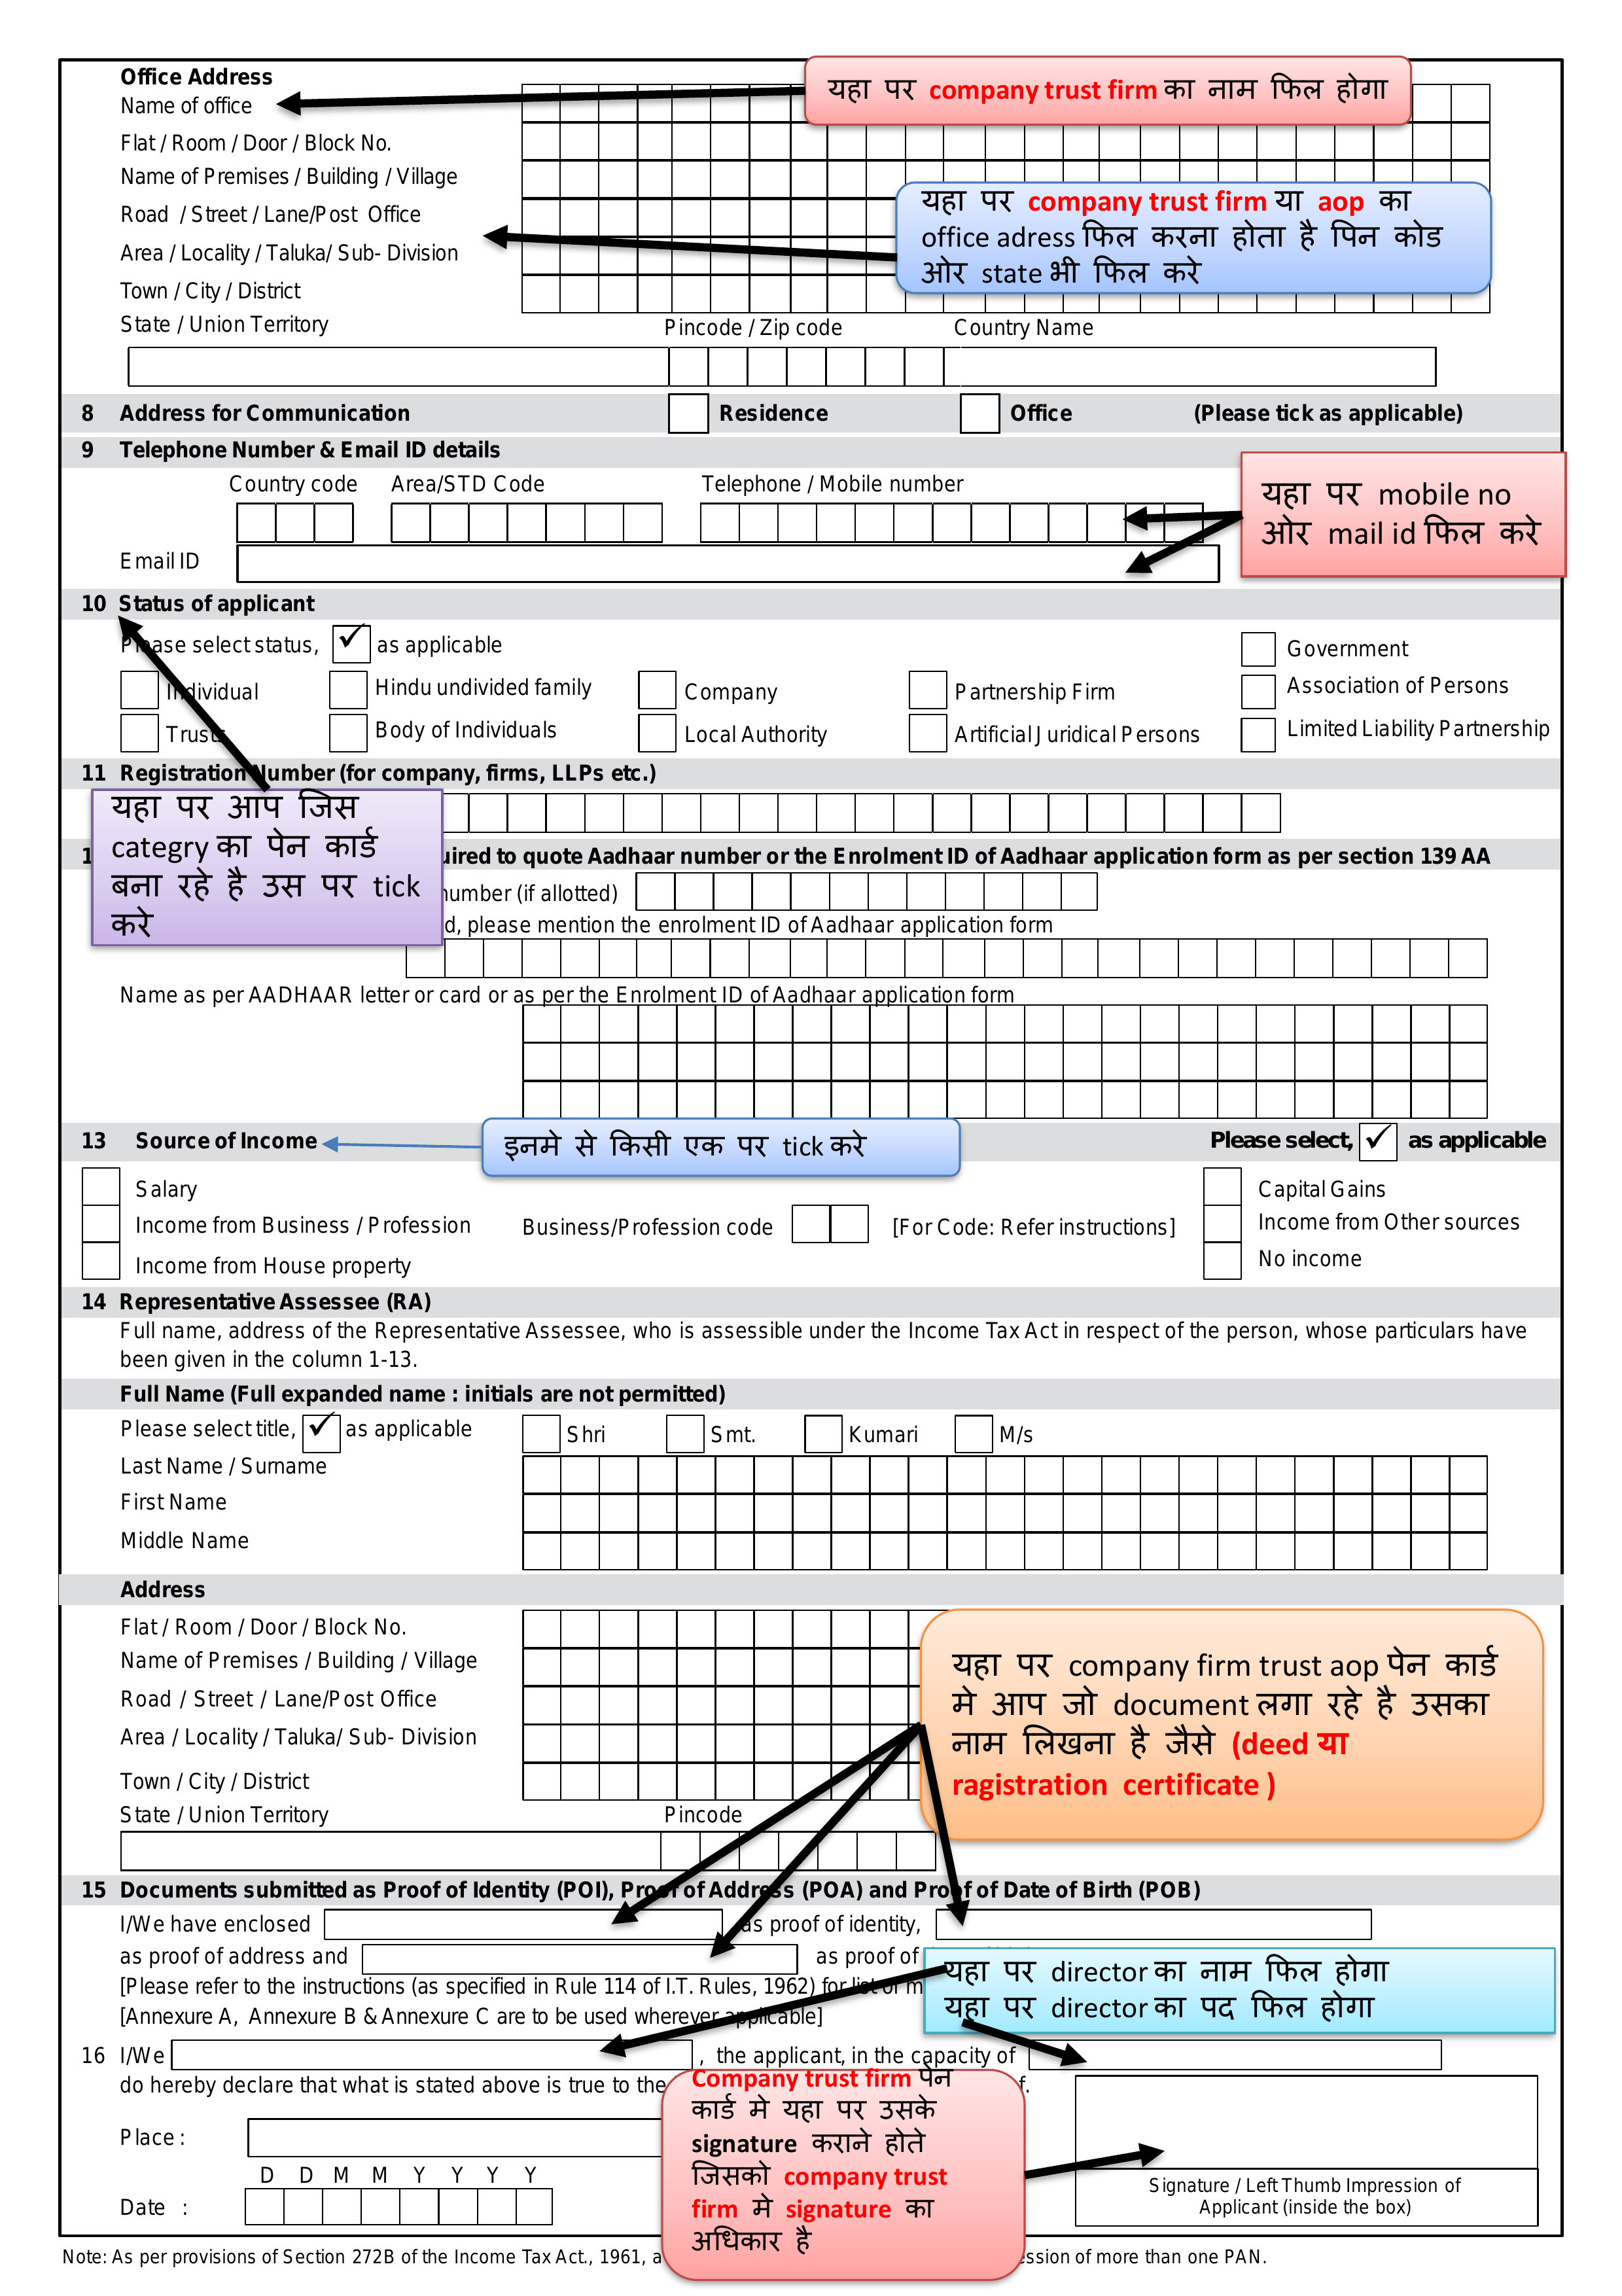 Office Address
Name of office
यहा पर company trust firm का नाम फिल होगा
Flat / Room / Door / Block No.
Name of Premises / Building / Village
Road / Street / Lane/Post Office
Area / Locality / Taluka/ Sub- Division
Town / City / District
यहा पर company trust firm या aop का
office adress फिल करना होता है पिन कोड
ओर state भी फिल करे
State / Union Territory Pincode / Zip code Country Name
8 Address for Communication Residence Office (Please tick as applicable)
9 Telephone Number & Email ID details
Country code Area/STD Code Telephone / Mobile number
Email ID
यहा पर mobile no
ओर mail id फिल करे
10 Status of applicant
Please select status, ✓ as applicable
Government
Individual Hindu undivided family Company Partnership Firm Association of Persons
Trusts Body of Individuals Local Authority Artificial Juridical Persons Limited Liability Partnership
11 Registration Number (for company, firms, LLPs etc.)
यहा पर आप जिस
categry का पेन कार्ड
बना रहे है उस पर tick
करे
uired to quote Aadhaar number or the Enrolment ID of Aadhaar application form as per section 139 AA
number (if allotted)
d, please mention the enrolment ID of Aadhaar application form
Name as per AADHAAR letter or card or as per the Enrolment ID of Aadhaar application form
13 Source of Income इनमे से किसी एक पर tick करे Please select, ✓ as applicable
Salary Capital Gains
Income from Business / Profession Business/Profession code [For Code: Refer instructions] Income from Other sources
Income from House property No income
14 Representative Assessee (RA)
Full name, address of the Representative Assessee, who is assessible under the Income Tax Act in respect of the person, whose particulars have
been given in the column 1-13.
Full Name (Full expanded name : initials are not permitted)
Please select title, ✓ as applicable Shri Smt. Kumari M/s
Last Name / Surname
First Name
Middle Name
Address
Flat / Room / Door / Block No.
Name of Premises / Building / Village
Road / Street / Lane/Post Office
Area / Locality / Taluka/ Sub- Division
Town / City / District
State / Union Territory Pincode
यहा पर company firm trust aop पेन कार्ड
मे आप जो document लगा रहे है उसका
नाम लिखना है जैसे (deed या
ragistration certificate )
15 Documents submitted as Proof of Identity (POI), Proof of Address (POA) and Proof of Date of Birth (POB)
I/We have enclosed as proof of identity,
as proof of address and as proof of
[Please refer to the instructions (as specified in Rule 114 of I.T. Rules, 1962) for list of m
[Annexure A, Annexure B & Annexure C are to be used wherever applicable]
यहा पर director का नाम फिल होगा
यहा पर director का पद फिल होगा
16 I/We , the applicant, in the capacity of
do hereby declare that what is stated above is true to the f.
Company trust firm पेन
कार्ड मे यहा पर उसके
signature कराने होते
जिसको company trust
firm मे signature का
अधिकार है
Place :
D D M M Y Y Y Y
Date :
Signature / Left Thumb Impression of
Applicant (inside the box)
Note: As per provisions of Section 272B of the Income Tax Act., 1961, a ssion of more than one PAN.